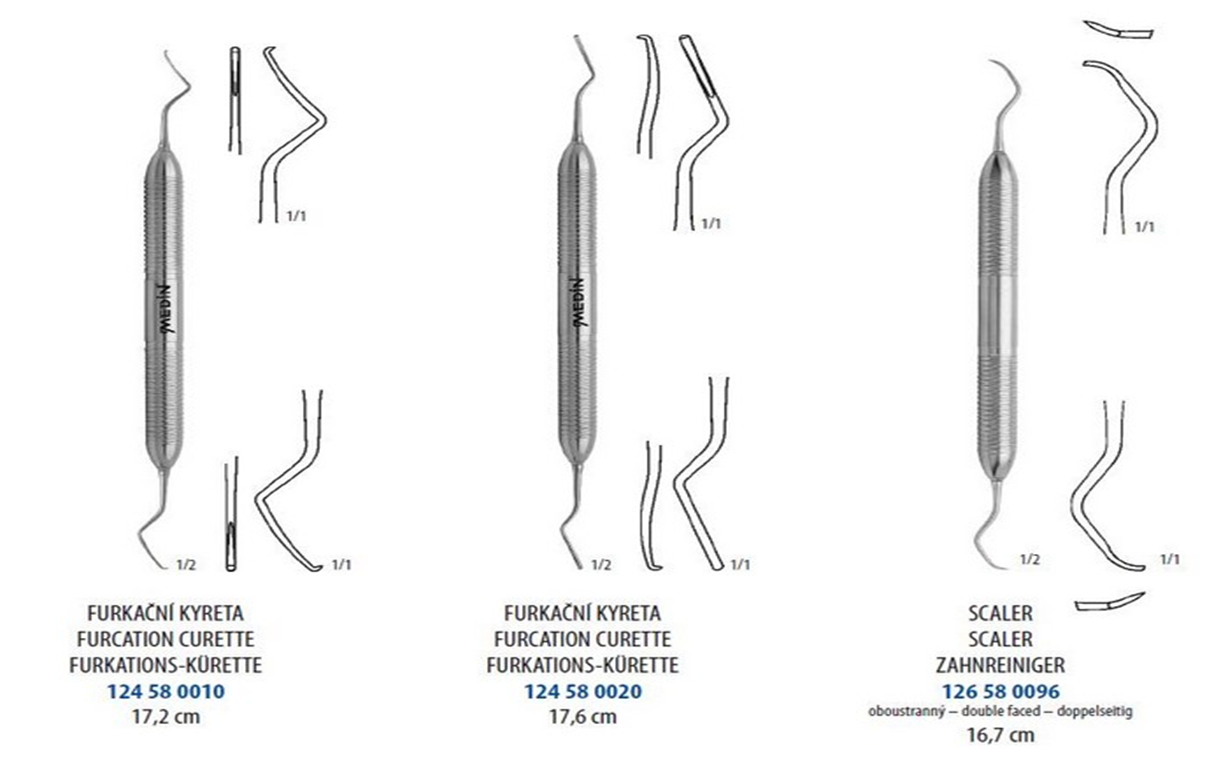 1/1
1/1
1/1
MEDIN
MEDIN
1/2
1/1
1/2
1/1
1/2
1/1
FURKAČNÍ KYRETA
FURCATION CURETTE
FURKATIONS-KÜRETTE
124 58 0010
17,2 cm
FURKAČNÍ KYRETA
FURCATION CURETTE
FURKATIONS-KÜRETTE
124 58 0020
17,6 cm
SCALER
SCALER
ZAHNREINIGER
126 58 0096
oboustranný – double faced – doppelseitig
16,7 cm